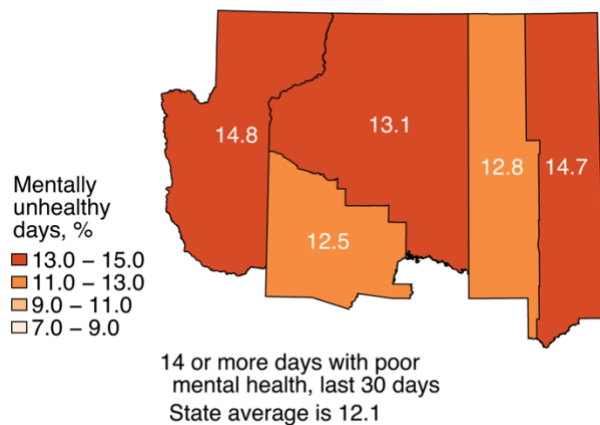 14.8
13.1
12.8
14.7
12.5
Mentally
unhealthy
days, %
13.0 – 15.0
11.0 – 13.0
9.0 – 11.0
7.0 – 9.0
14 or more days with poor
mental health, last 30 days
State average is 12.1